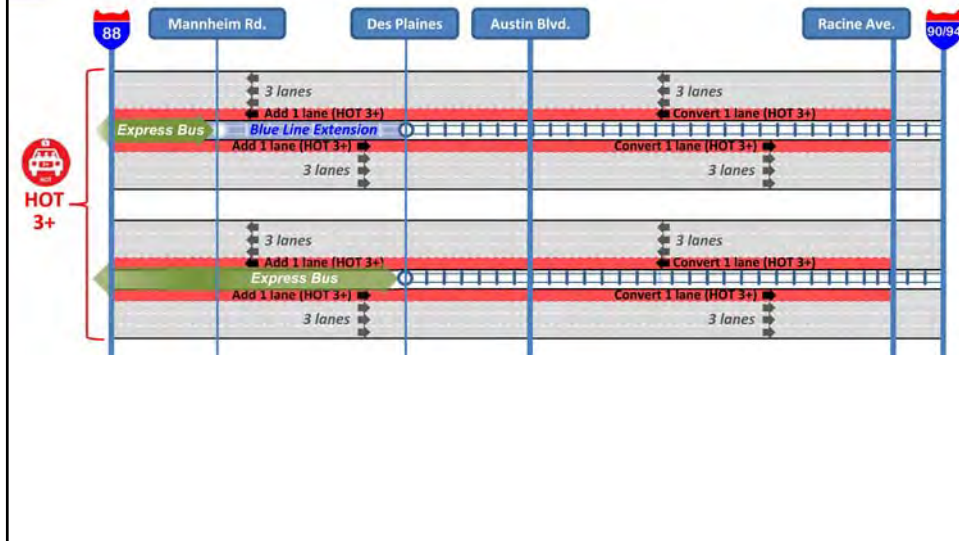 88
Mannheim Rd.
Des Plaines
Austin Blvd.
Racine Ave.
90/94
3 lanes
3 lanes
Add 1 lane (HOT 3+)
Convert 1 lane (HOT 3+)
Express Bus
Blue Line Extension
Add 1 lane (HOT 3+)
Convert 1 lane (HOT 3+)
3 lanes
3 lanes
HOT
3+
3 lanes
3 lanes
Add 1 lane (HOT 3+)
Convert 1 lane (HOT 3+)
Express Bus
Add 1 lane (HOT 3+)
Convert 1 lane (HOT 3+)
3 lanes
3 lanes